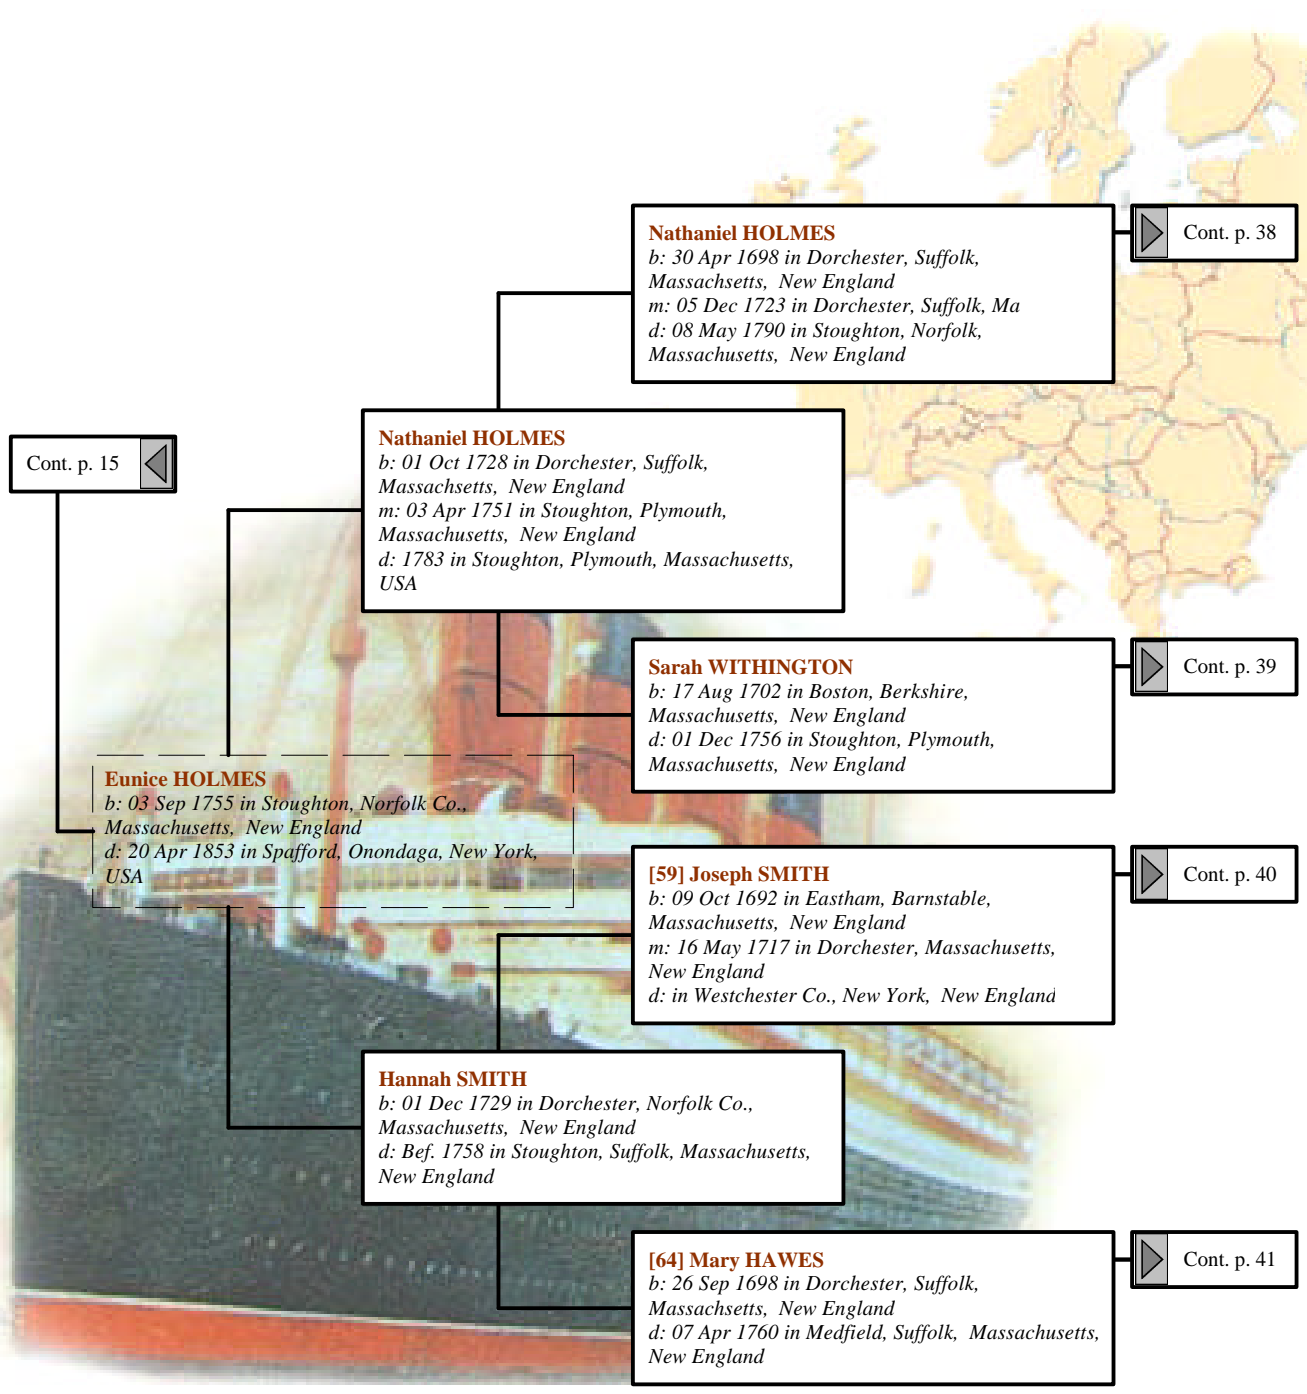 Nathaniel HOLMES
b: 30 Apr 1698 in Dorchester, Suffolk,
Massachsetts, New England
m: 05 Dec 1723 in Dorchester, Suffolk, Ma
d: 08 May 1790 in Stoughton, Norfolk,
Massachusetts, New England
Cont. p. 38
Nathaniel HOLMES
b: 01 Oct 1728 in Dorchester, Suffolk,
Massachsetts, New England
m: 03 Apr 1751 in Stoughton, Plymouth,
Massachusetts, New England
d: 1783 in Stoughton, Plymouth, Massachusetts,
USA
Cont. p. 15
Sarah WITHINGTON
b: 17 Aug 1702 in Boston, Berkshire,
Massachusetts, New England
d: 01 Dec 1756 in Stoughton, Plymouth,
Massachusetts, New England
Cont. p. 39
Eunice HOLMES
b: 03 Sep 1755 in Stoughton, Norfolk Co.,
Massachusetts, New England
d: 20 Apr 1853 in Spafford, Onondaga, New York,
USA
[59] Joseph SMITH
b: 09 Oct 1692 in Eastham, Barnstable,
Massachusetts, New England
m: 16 May 1717 in Dorchester, Massachusetts,
New England
d: in Westchester Co., New York, New England
Cont. p. 40
Hannah SMITH
b: 01 Dec 1729 in Dorchester, Norfolk Co.,
Massachusetts, New England
d: Bef. 1758 in Stoughton, Suffolk, Massachusetts,
New England
[64] Mary HAWES
b: 26 Sep 1698 in Dorchester, Suffolk,
Massachsetts, New England
d: 07 Apr 1760 in Medfield, Suffolk, Massachusetts,
New England
Cont. p. 41